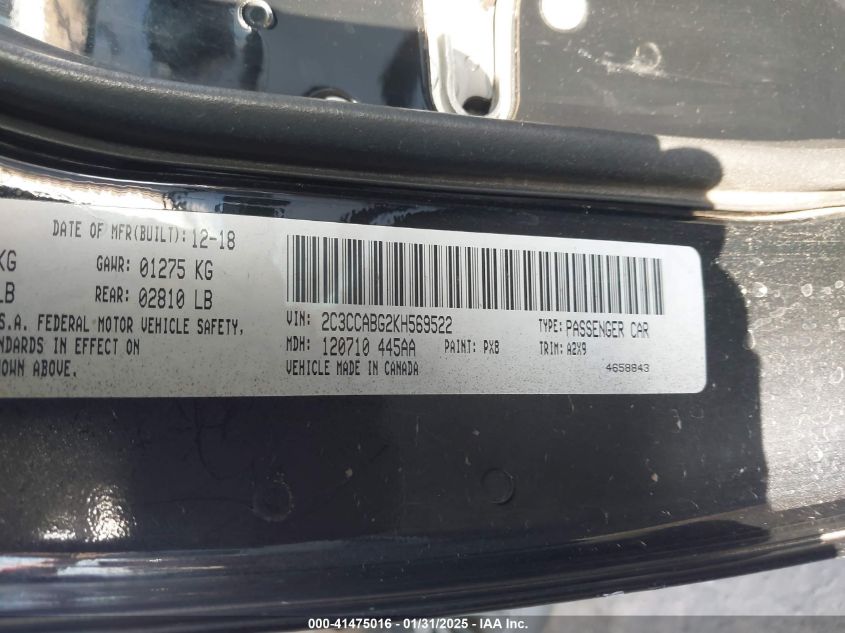 DATE OF MFR(BUILT): 12-18
KG GAWR: 01275 KG
LB REAR: 02810 LB
S.A. FEDERAL MOTOR VEHICLE SAFETY,
NDARDS IN EFFECT ON
HOWN ABOVE.
VIN: 2C3CCABG2KH569522 TYPE: PASSENGER CAR
MDH: 120710 445AA PAINT: PX8 TRIM: A2X9
VEHICLE MADE IN CANADA 4658843
000-41475016 - 01/31/2025 - IAA Inc.